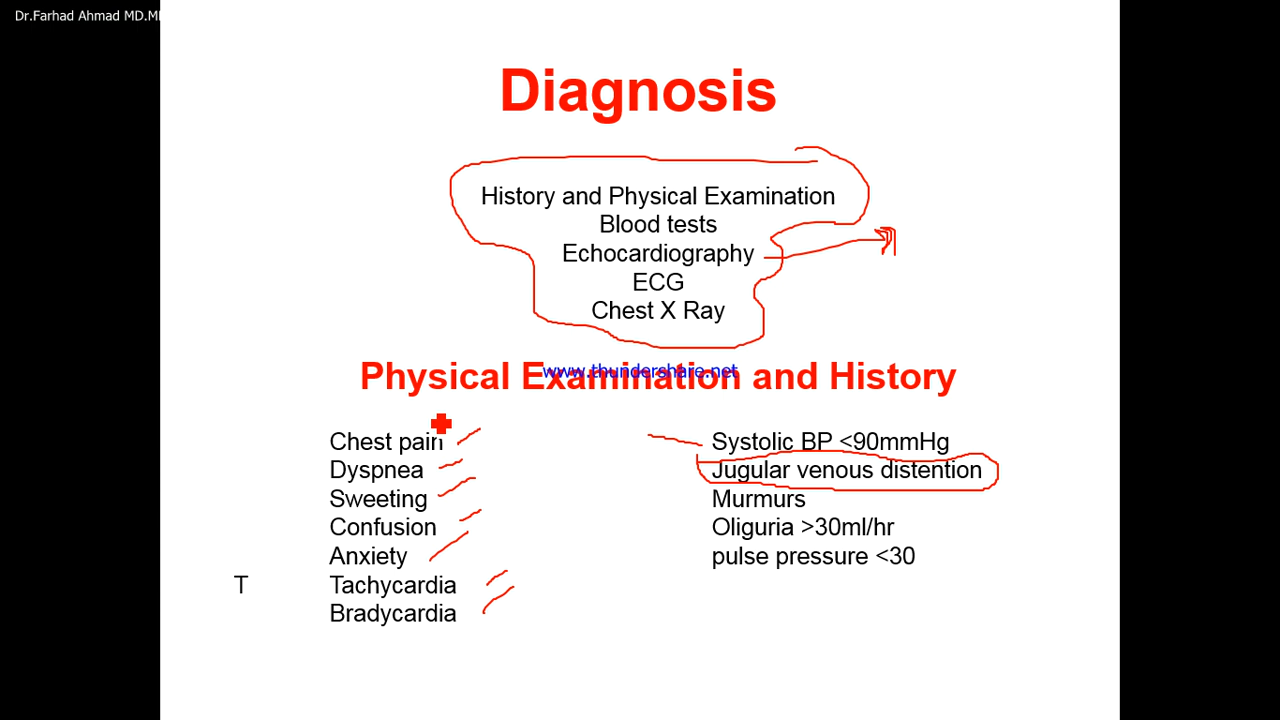 Dr.Farhad Ahmad MD.M
Diagnosis
History and Physical Examination
Blood tests
Echocardiography
ECG
Chest X Ray
www.thundershare.net
Physical Examination and History
Chest pain
Dyspnea
Sweeting
Confusion
Anxiety
T Tachycardia
Bradycardia
Systolic BP <90mmHg
Jugular venous distention
Murmurs
Oliguria >30ml/hr
pulse pressure <30